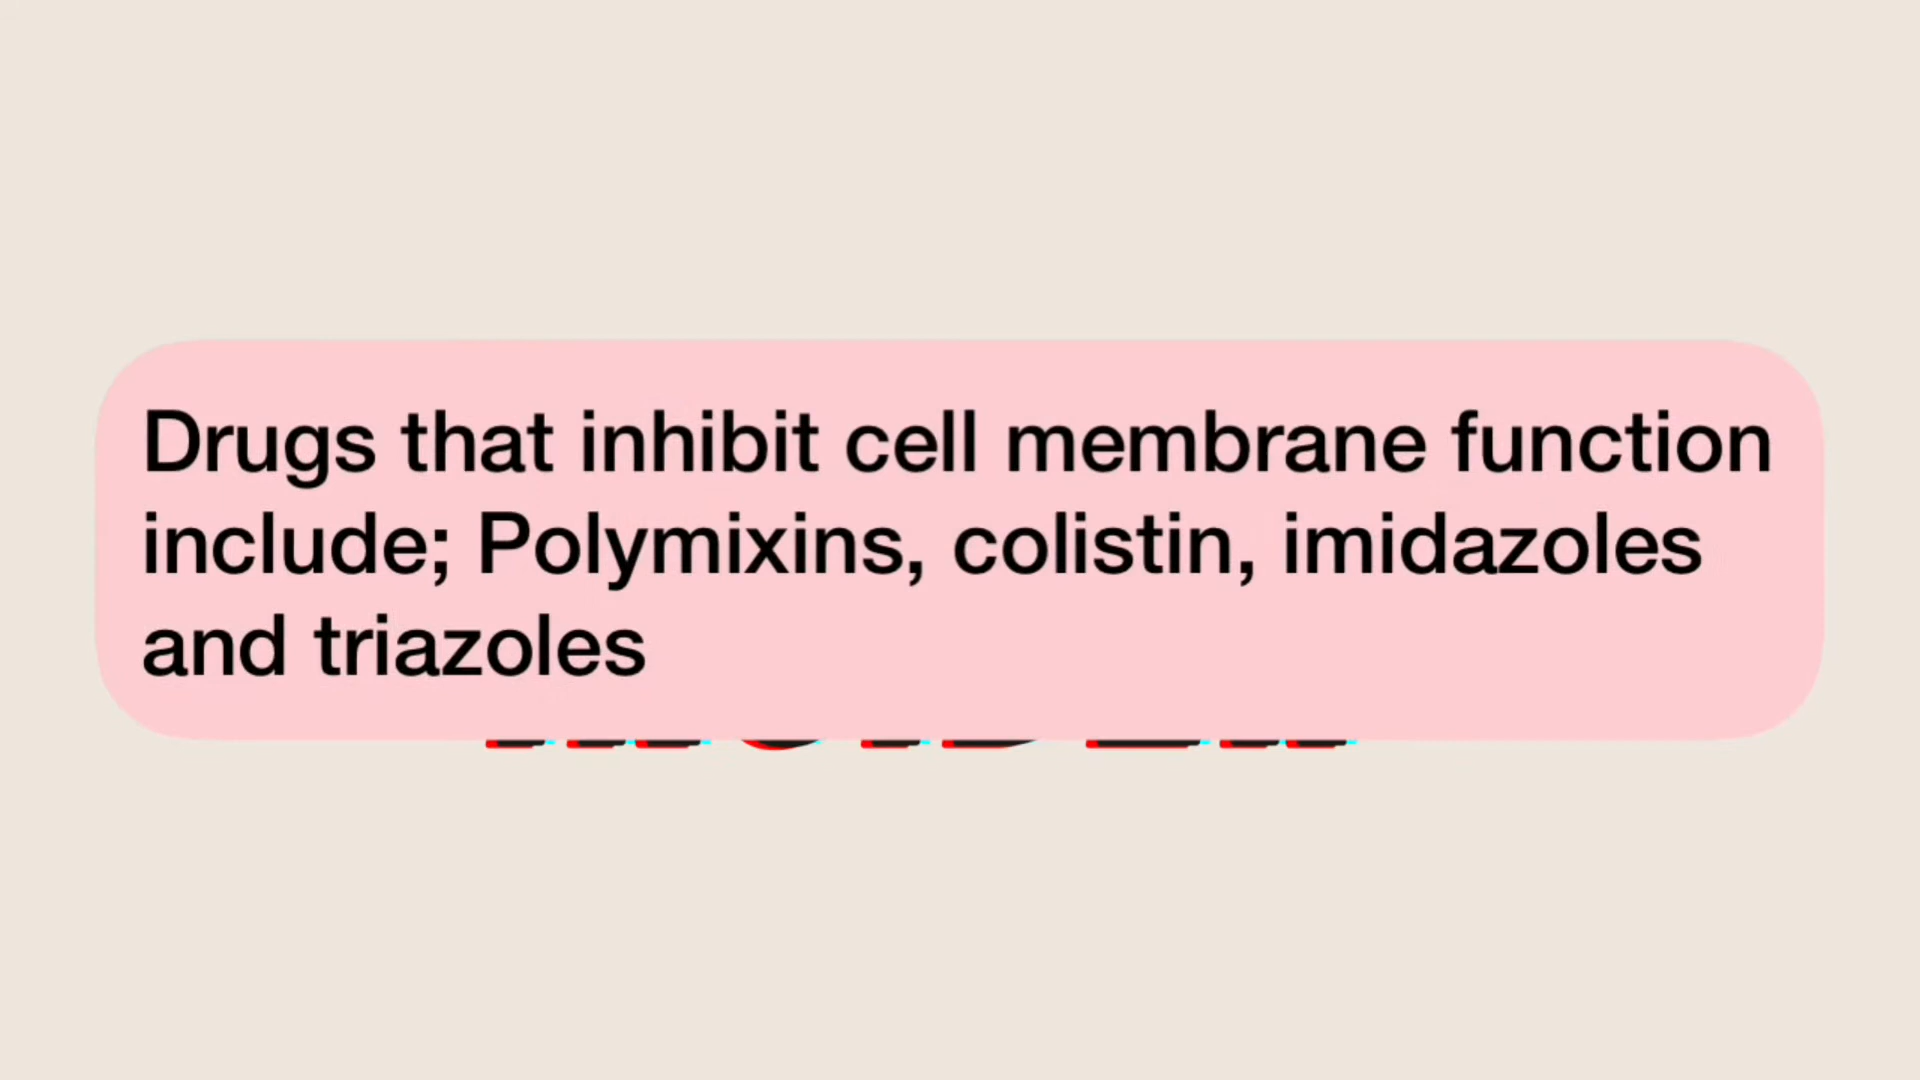 Drugs that inhibit cell membrane function
include; Polymixins, colistin, imidazoles
and triazoles